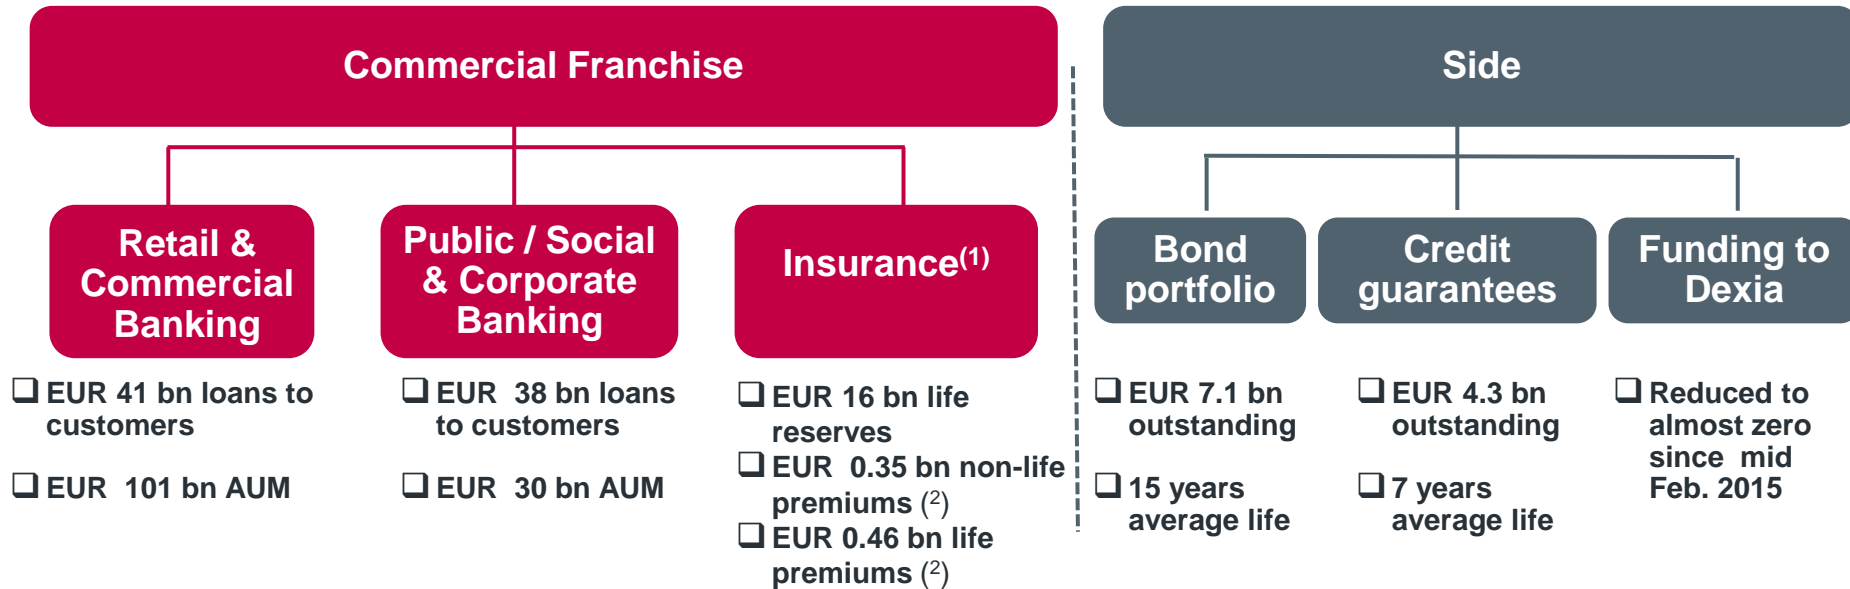 Commercial Franchise
Side
Retail &
Commercial
Banking
Public / Social
& Corporate
Banking
Insurance(1)
Bond
portfolio
Credit
guarantees
Funding to
Dexia
❑ EUR 41 bn loans to
customers
❑ EUR 101 bn AUM
❑ EUR 38 bn loans
to customers
❑ EUR 30 bn AUM
❑ EUR 16 bn life
reserves
❑ EUR 0.35 bn non-life
premiums (2)
❑ EUR 0.46 bn life
premiums (2)
❑ EUR 7.1 bn
outstanding
❑ 15 years
average life
❑ EUR 4.3 bn
outstanding
❑ 7 years
average life
❑ Reduced to
almost zero
since mid
Feb. 2015